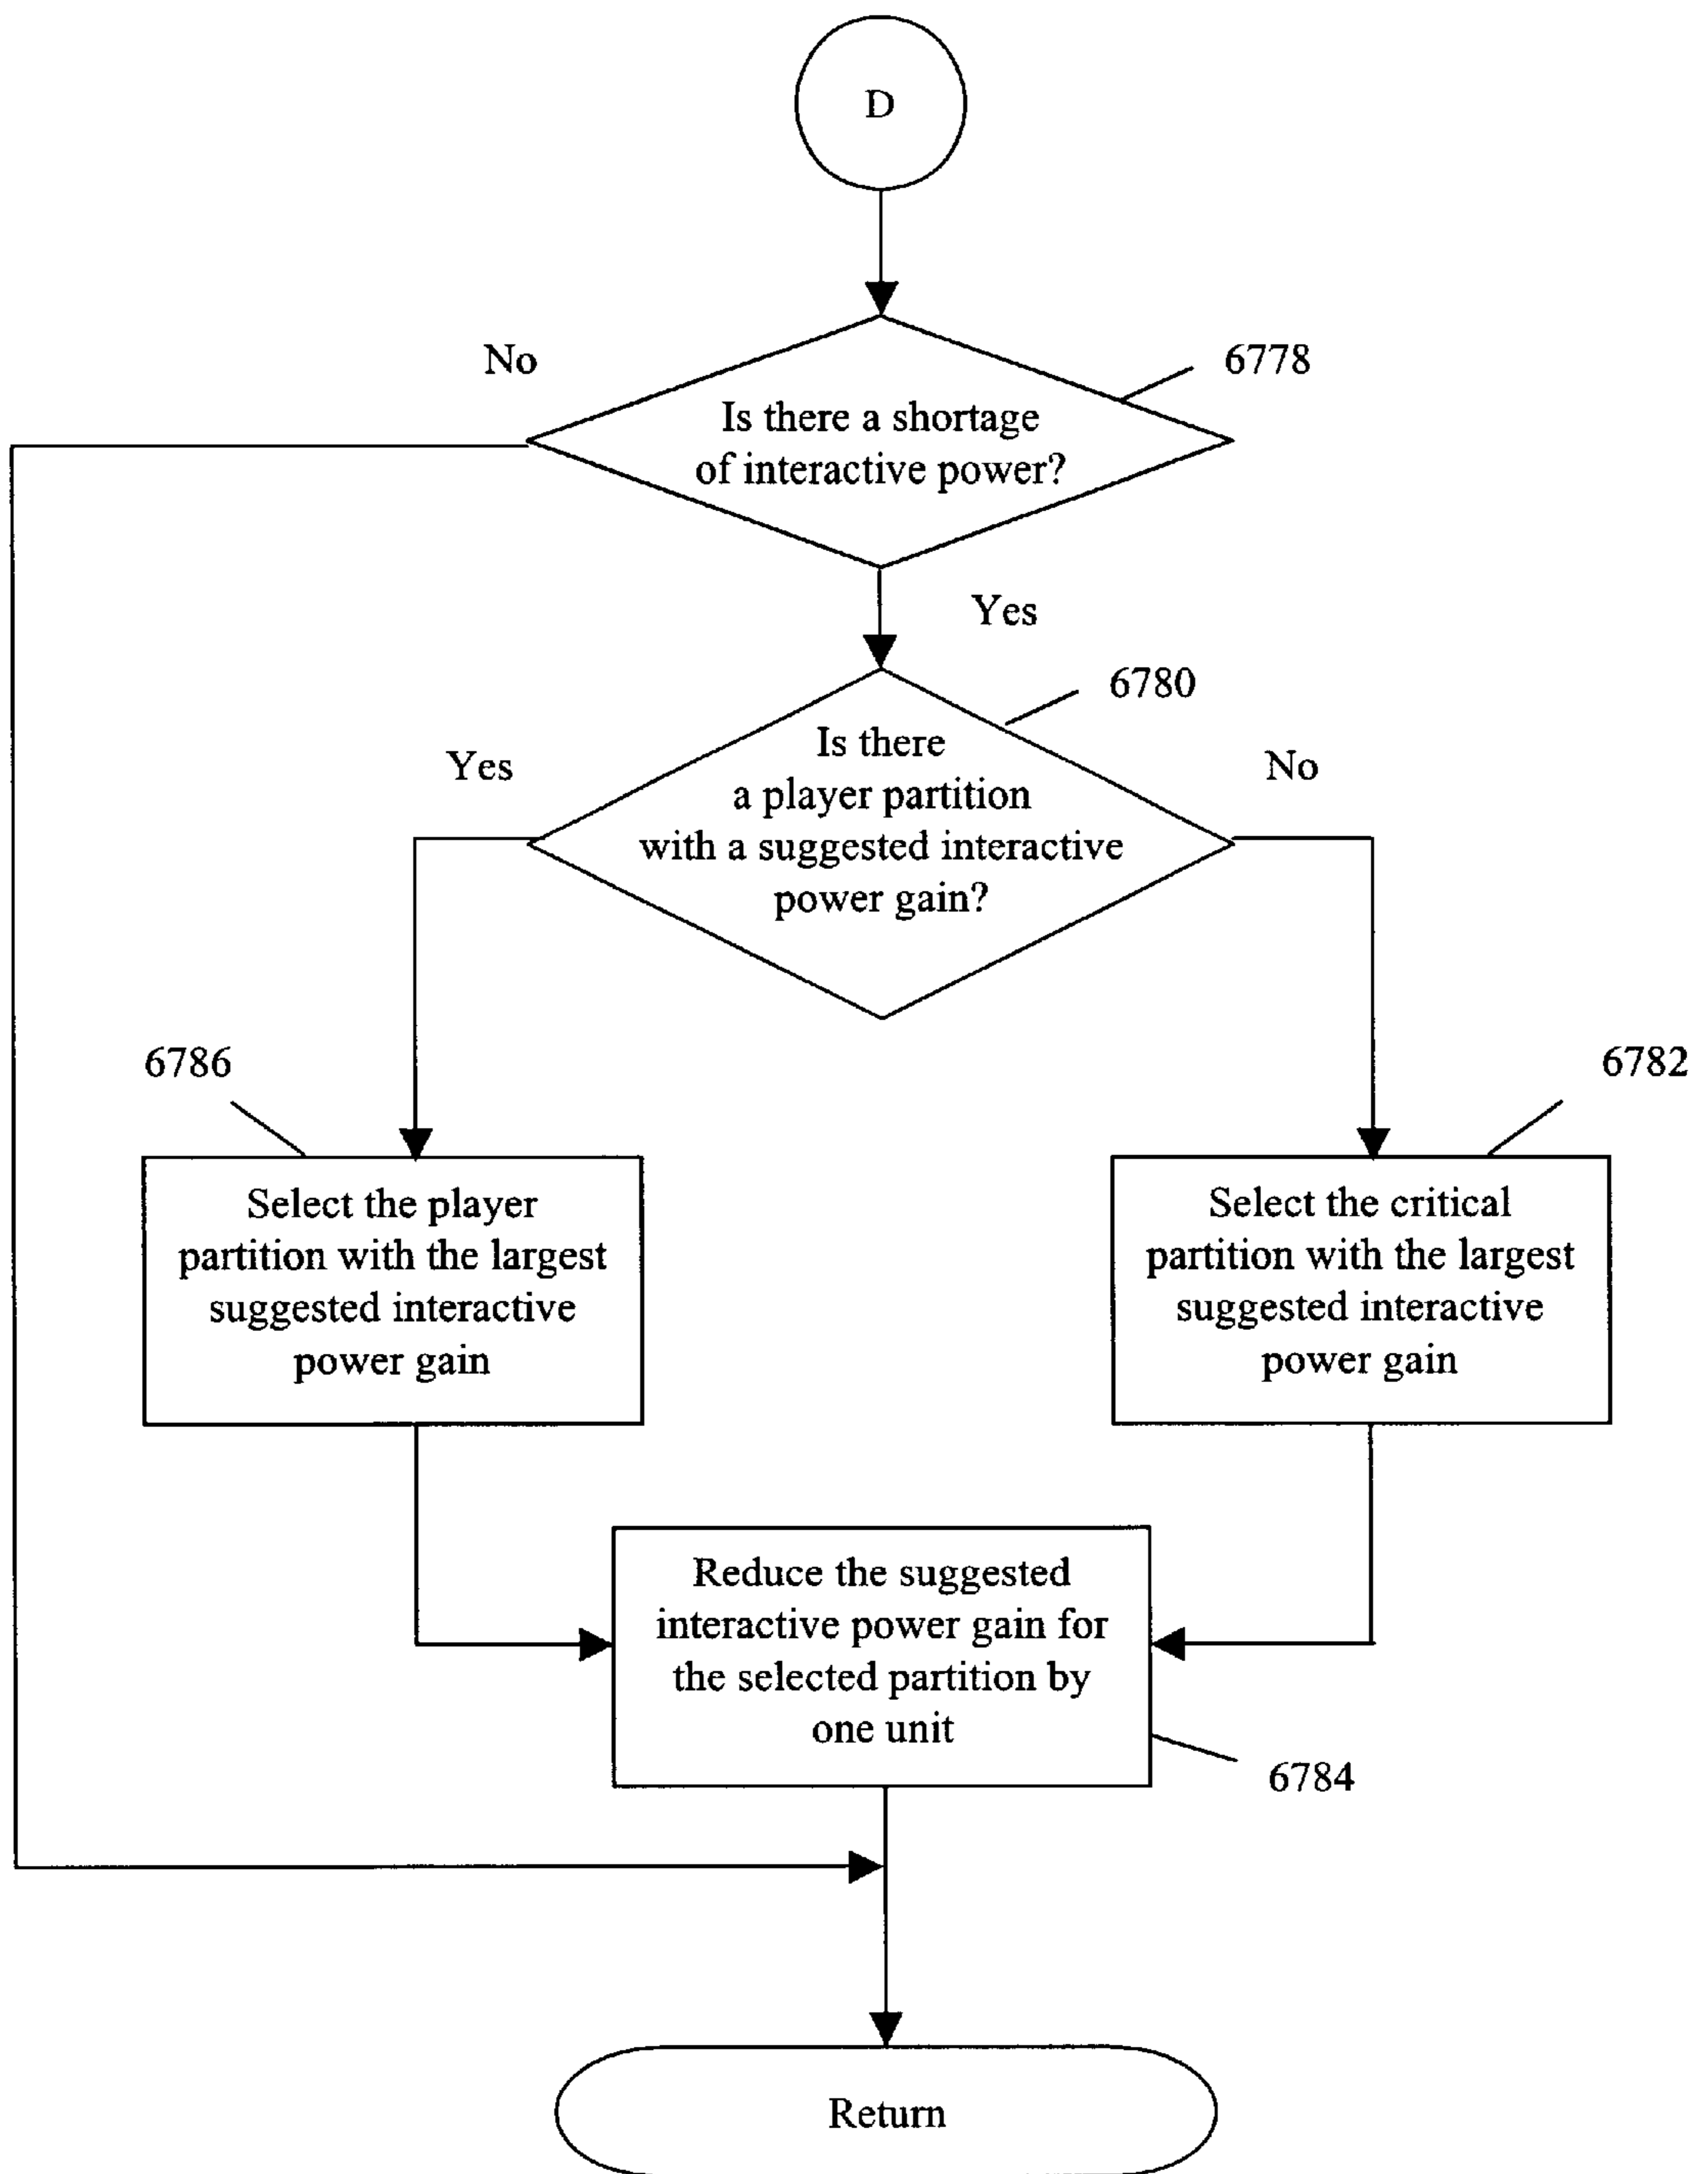 D
No
6778
Is there a shortage
of interactive power?
Yes
6780
Is there
a player partition
with a suggested interactive
power gain?
Yes
No
6786
6782
Select the player
partition with the largest
suggested interactive
power gain
Select the critical
partition with the largest
suggested interactive
power gain
Reduce the suggested
interactive power gain for
the selected partition by
one unit
6784
Return